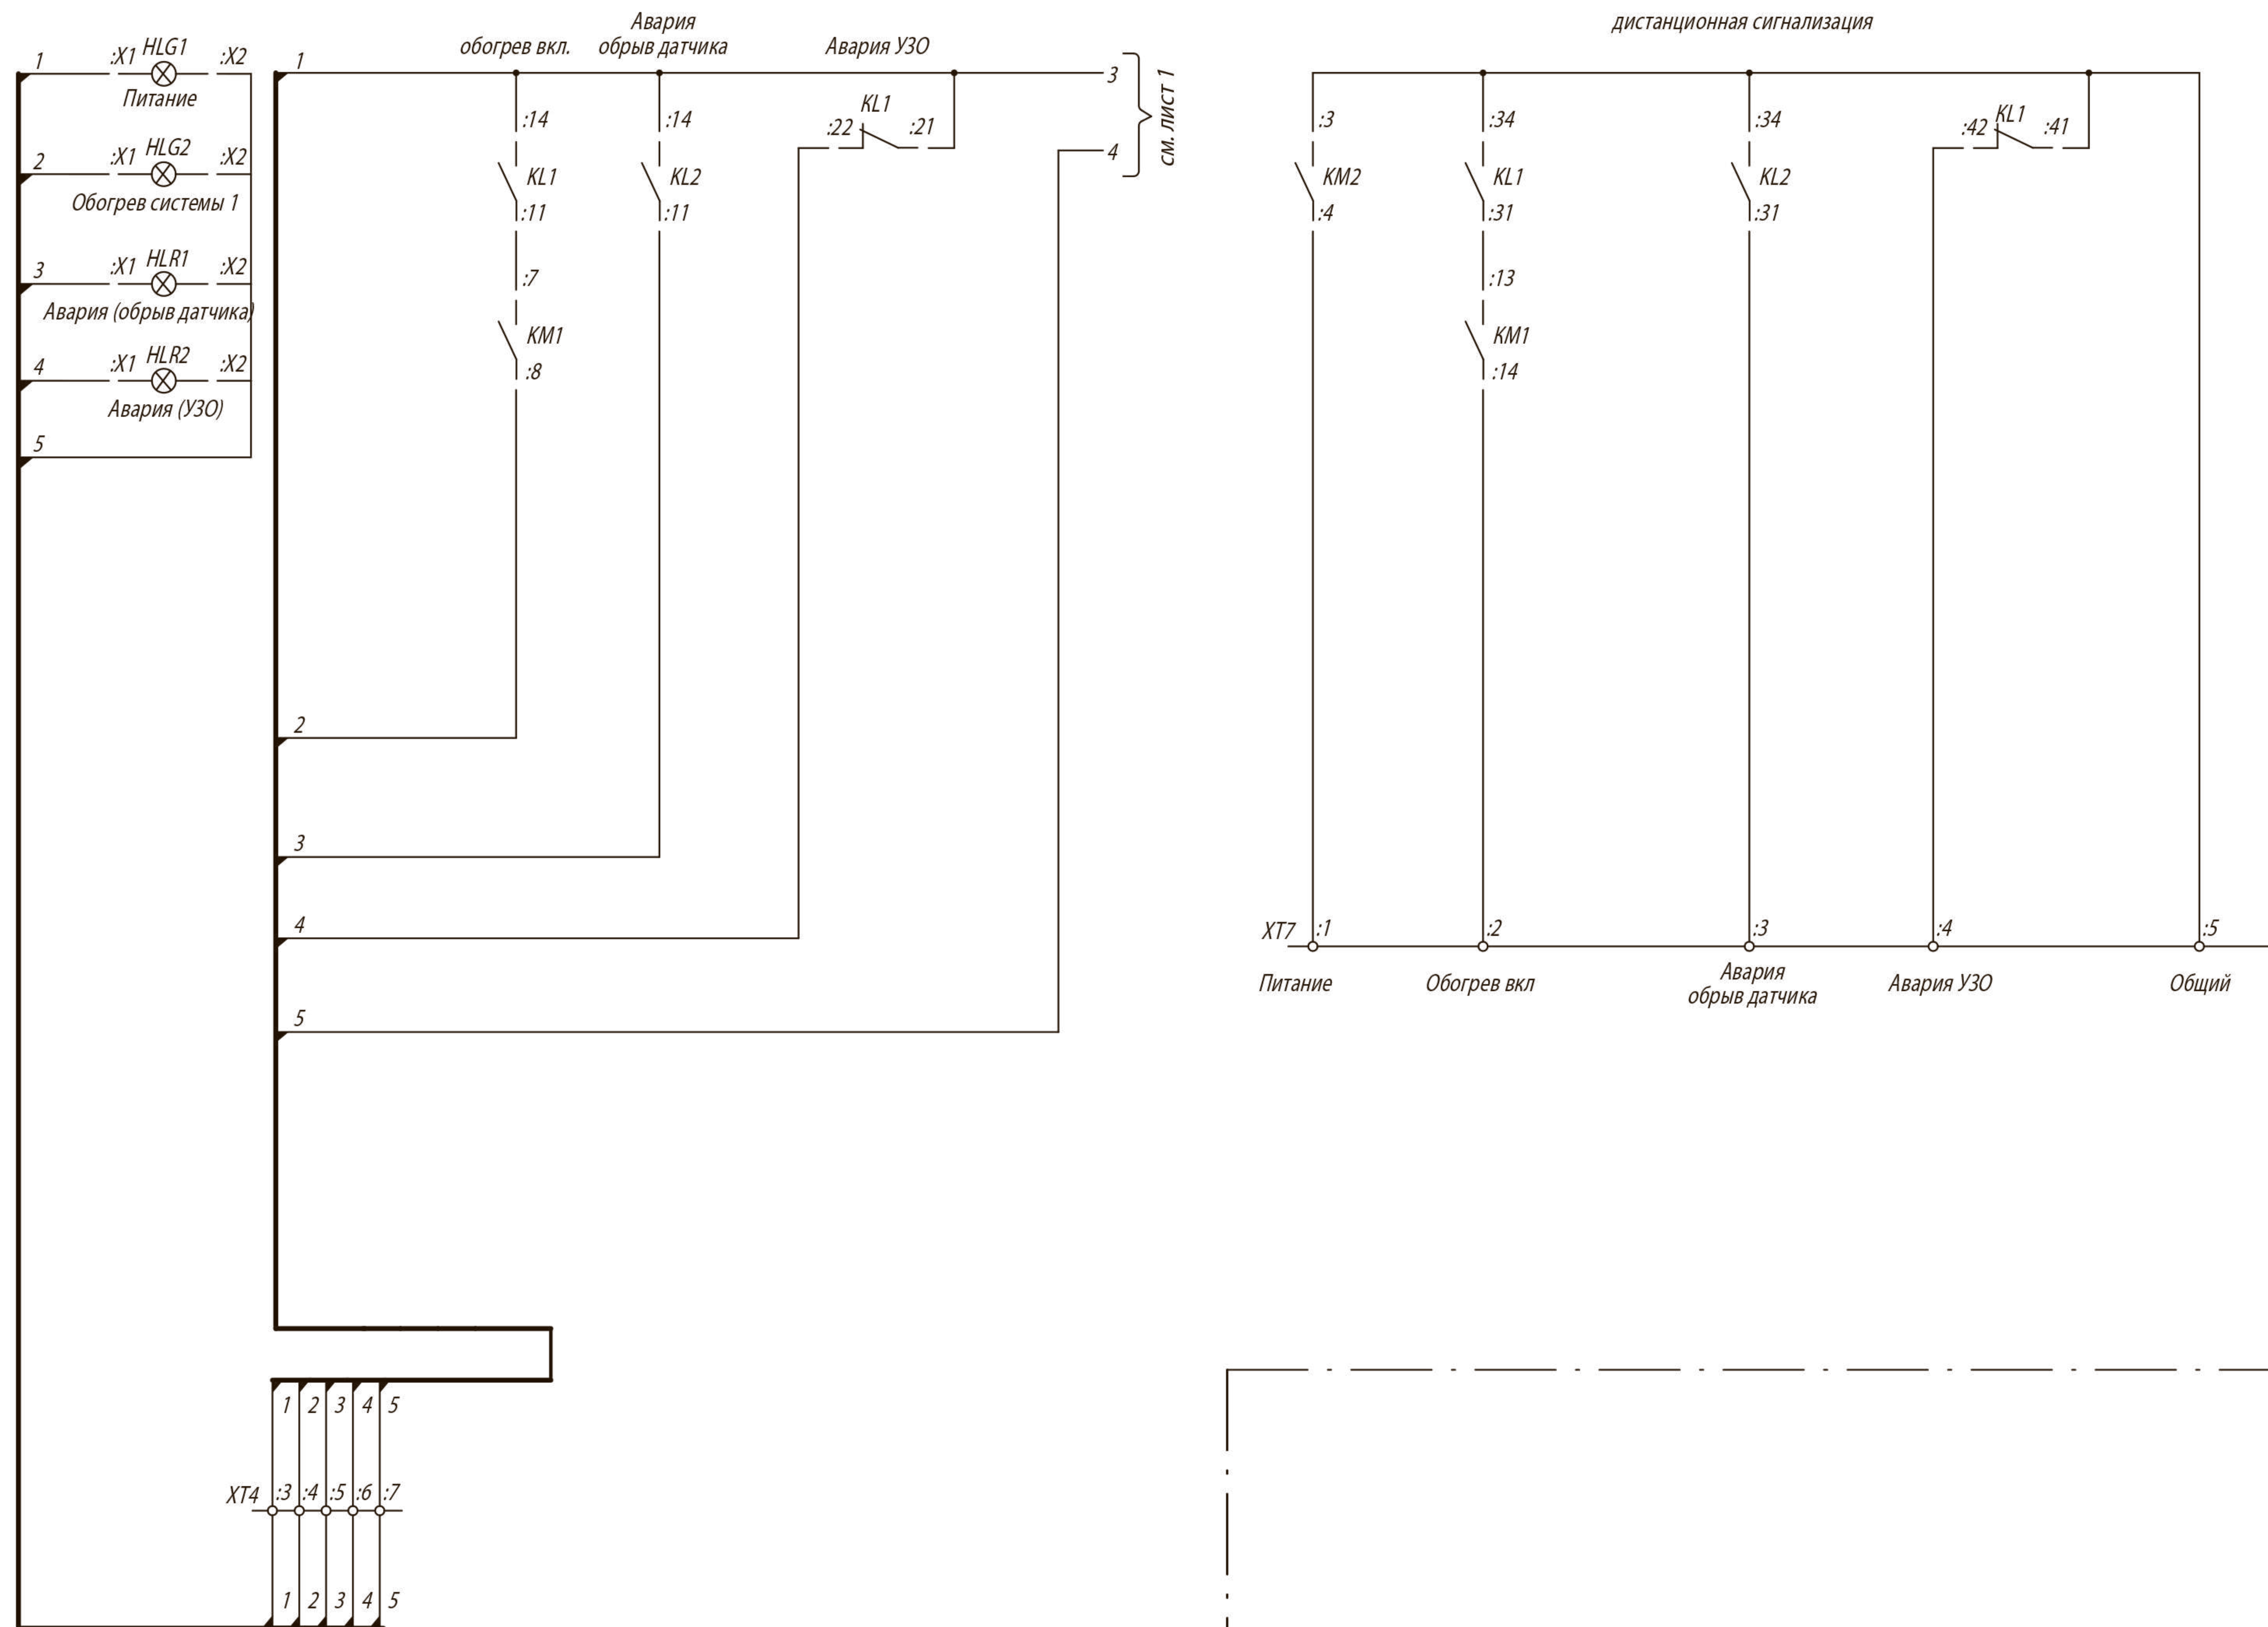 1 :X1 HLG1 :X2
Питание
2 :X1 HLG2 :X2
Обогрев системы 1
3 :X1 HLR1 :X2
Авария (обрыв датчика)
4 :X1 HLR2 :X2
Авария (УЗО)
5
обогрев вкл.
Авария
обрыв датчика
Авария УЗО
1
3
4
см. лист 1
:14
KL1
:11
:7
KM1
:8
:14
KL2
:11
KL1
:22 :21
2
3
4
5
дистанционная сигнализация
:3
KM2
:4
:34
KL1
:31
:13
KM1
:14
:34
KL2
:31
KL1
:42 :41
XT7 :1 :2 :3 :4 :5
Питание
Обогрев вкл
Авария
обрыв датчика
Авария УЗО
Общий
1 2 3 4 5
XT4 :3 :4 :5 :6 :7
1 2 3 4 5